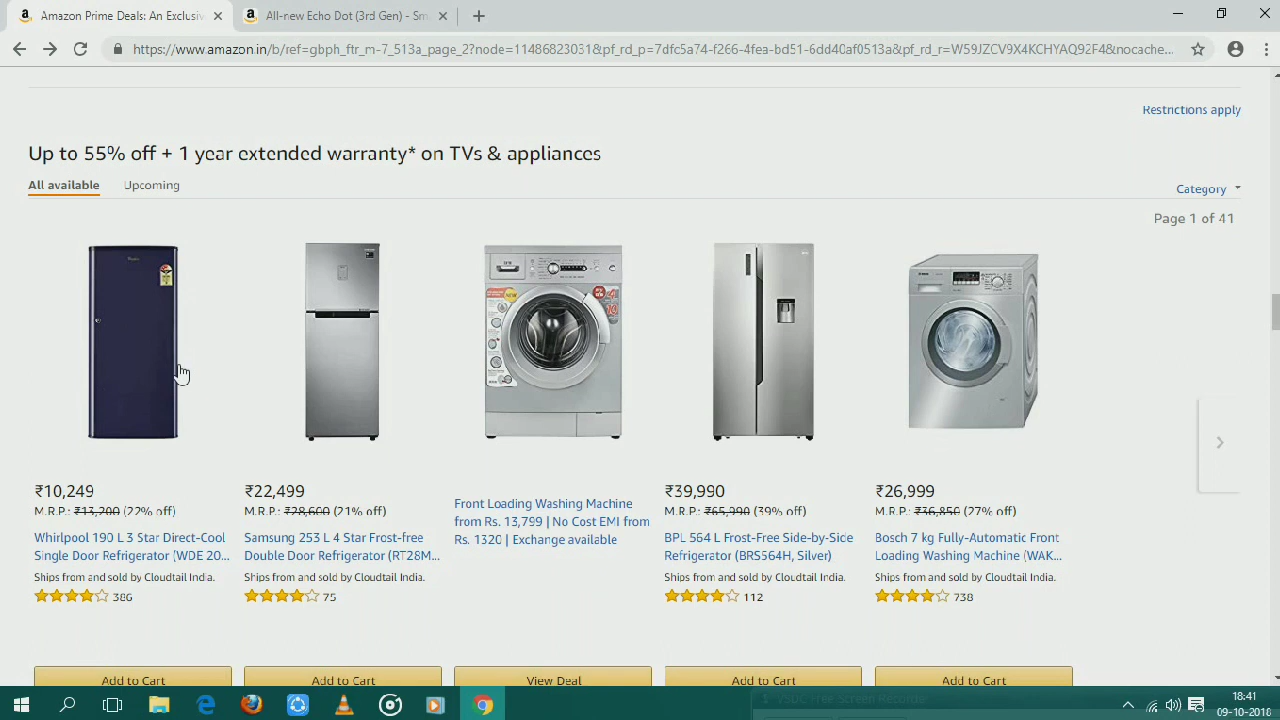 Amazon Prime Deals: An Exclusiv
All-new Echo Dot (3rd Gen) - Sm
https://www.amazon.in/b/ref=gbph_ftr_m-7_513a_page_2?node=11486823031&pf_rd_p=7dfc5a74-f266-4fea-bd51-6dd40af0513a&pf_rd_r=W59JZCV9X4KCHYAQ92F4&nocache...
Restrictions apply
Up to 55% off + 1 year extended warranty* on TVs & appliances
All available Upcoming
Category
Page 1 of 41
₹10,249
M.R.P.: ₹13,200 (22% off)
Whirlpool 190 L 3 Star Direct-Cool
Single Door Refrigerator (WDE 20...
Ships from and sold by Cloudtail India.
386
Add to Cart
₹22,499
M.R.P.: ₹28,600 (21% off)
Samsung 253 L 4 Star Frost-free
Double Door Refrigerator (RT28M...
Ships from and sold by Cloudtail India.
75
Add to Cart
Front Loading Washing Machine
from Rs. 13,799 | No Cost EMI from
Rs. 1320 | Exchange available
View Deal
₹39,990
M.R.P.: ₹65,990 (39% off)
BPL 564 L Frost-Free Side-by-Side
Refrigerator (BRS564H, Silver)
Ships from and sold by Cloudtail India.
112
Add to Cart
₹26,999
M.R.P.: ₹36,850 (27% off)
Bosch 7 kg Fully-Automatic Front
Loading Washing Machine (WAK...
Ships from and sold by Cloudtail India.
738
Add to Cart
VSDC Free Screen Recorder
18:41
09-10-2018